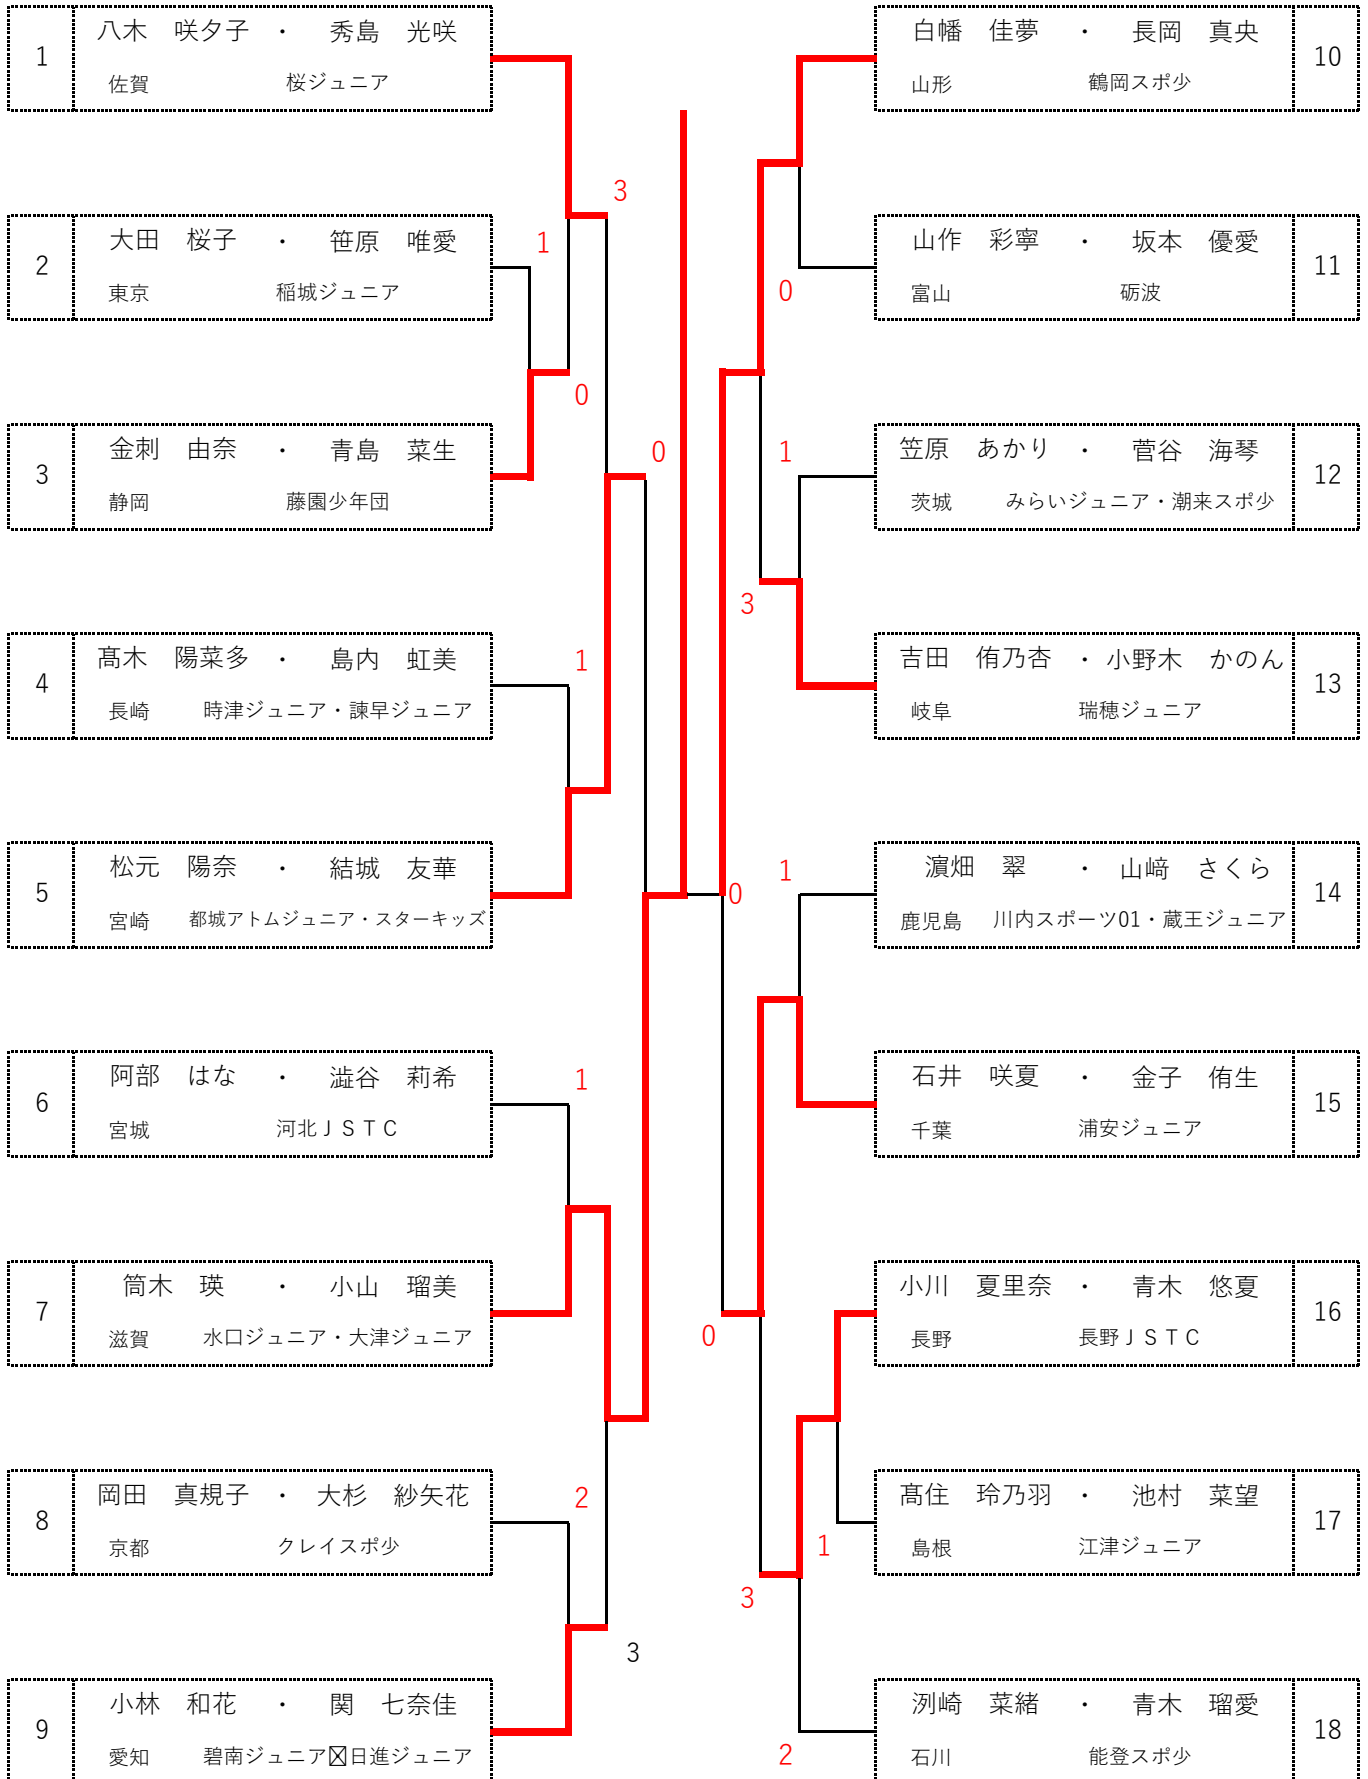 1
八木　咲夕子　・　秀島　光咲
佐賀　桜ジュニア
2
大田　桜子　・　笹原　唯愛
東京　稲城ジュニア
3
金刺　由奈　・　青島　菜生
静岡　藤園少年団
4
髙木　陽菜多　・　島内　虹美
長崎　時津ジュニア・諫早ジュニア
5
松元　陽奈　・　結城　友華
宮崎　都城アトムジュニア・スターキッズ
6
阿部　はな　・　澁谷　莉希
宮城　河北ＪＳＴＣ
7
筒木　瑛　・　小山　瑠美
滋賀　水口ジュニア・大津ジュニア
8
岡田　真規子　・　大杉　紗矢花
京都　クレイスポ少
9
小林　和花　・　関　七奈佳
愛知　碧南ジュニア☒日進ジュニア
3
1
0
0
1
1
2
3
0
1
3
0
1
0
1
3
2
白幡　佳夢　・　長岡　真央
山形　鶴岡スポ少
10
山作　彩寧　・　坂本　優愛
富山　砺波
11
笠原　あかり　・　菅谷　海琴
茨城　みらいジュニア・潮来スポ少
12
吉田　侑乃杏　・　小野木　かのん
岐阜　瑞穂ジュニア
13
濵畑　翠　・　山﨑　さくら
鹿児島　川内スポーツ01・蔵王ジュニア
14
石井　咲夏　・　金子　侑生
千葉　浦安ジュニア
15
小川　夏里奈　・　青木　悠夏
長野　長野ＪＳＴＣ
16
髙住　玲乃羽　・　池村　菜望
島根　江津ジュニア
17
洌崎　菜緒　・　青木　瑠愛
石川　能登スポ少
18